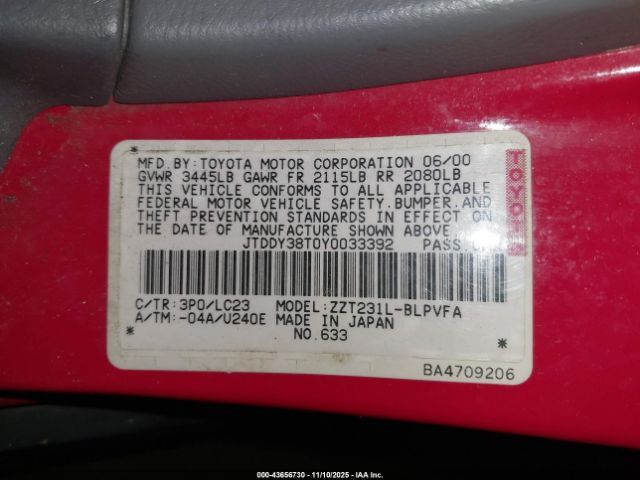 MFD.BY:TOYOTA MOTOR CORPORATION 06/00
GVWR 3445LB GAWR FR 2115LB RR 2080LB
THIS VEHICLE CONFORMS TO ALL APPLICABLE
FEDERAL MOTOR VEHICLE SAFETY.BUMPER.AND
THEFT PREVENTION STANDARDS IN EFFECT ON
THE DATE OF MANUFACTURE SHOWN ABOVE
JTDDY38T0Y0033392 PASS
C/TR:3P0/LC23 MODEL:ZZT231L-BLPVFA
A/TM:-04A/U240E MADE IN JAPAN
* NO.633 *
BA4709206
000-43656730 - 11/10/2025 - IAA Holdings, LLC - Copyright